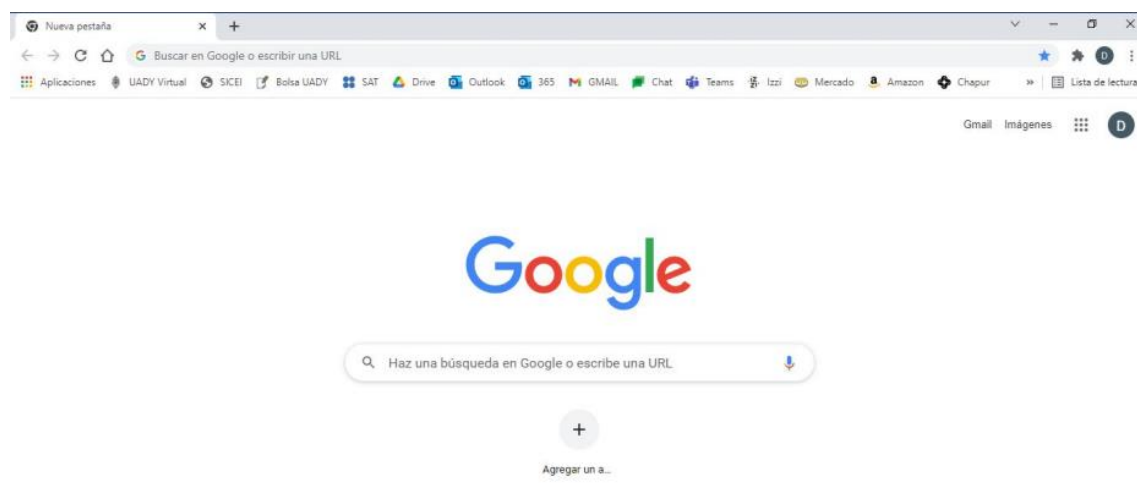 Nueva pestaña
Buscar en Google o escribir una URL
D
Aplicaciones UADY Virtual SICEI Bolsa UADY SAT Drive Outlook 365 GMAIL Chat Teams Izzi Mercado Amazon Chapur » Lista de lectura
Gmail Imágenes D
Google
Haz una búsqueda en Google o escribe una URL
Agregar un a...